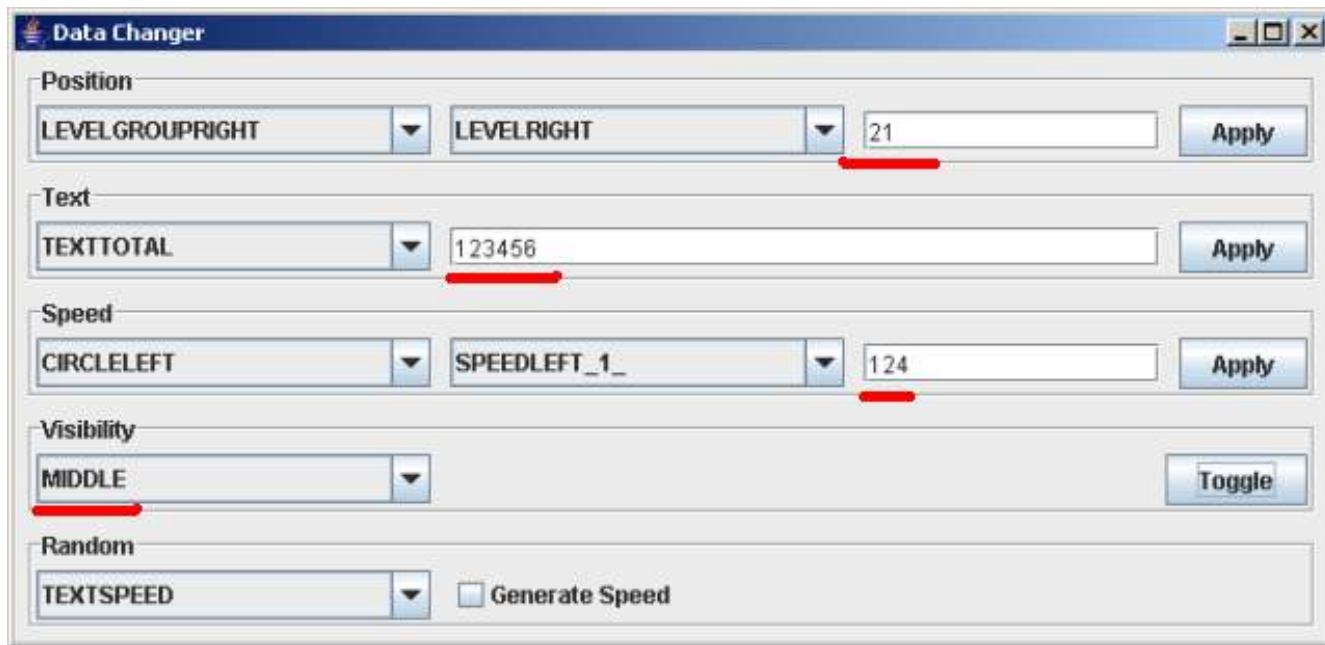 Data Changer
Position
LEVELGROUPRIGHT LEVELRIGHT 21 Apply
Text
TEXTTOTAL 123456 Apply
Speed
CIRCLELEFT SPEEDLEFT_1_ 124 Apply
Visibility
MIDDLE Toggle
Random
TEXTSPEED Generate Speed